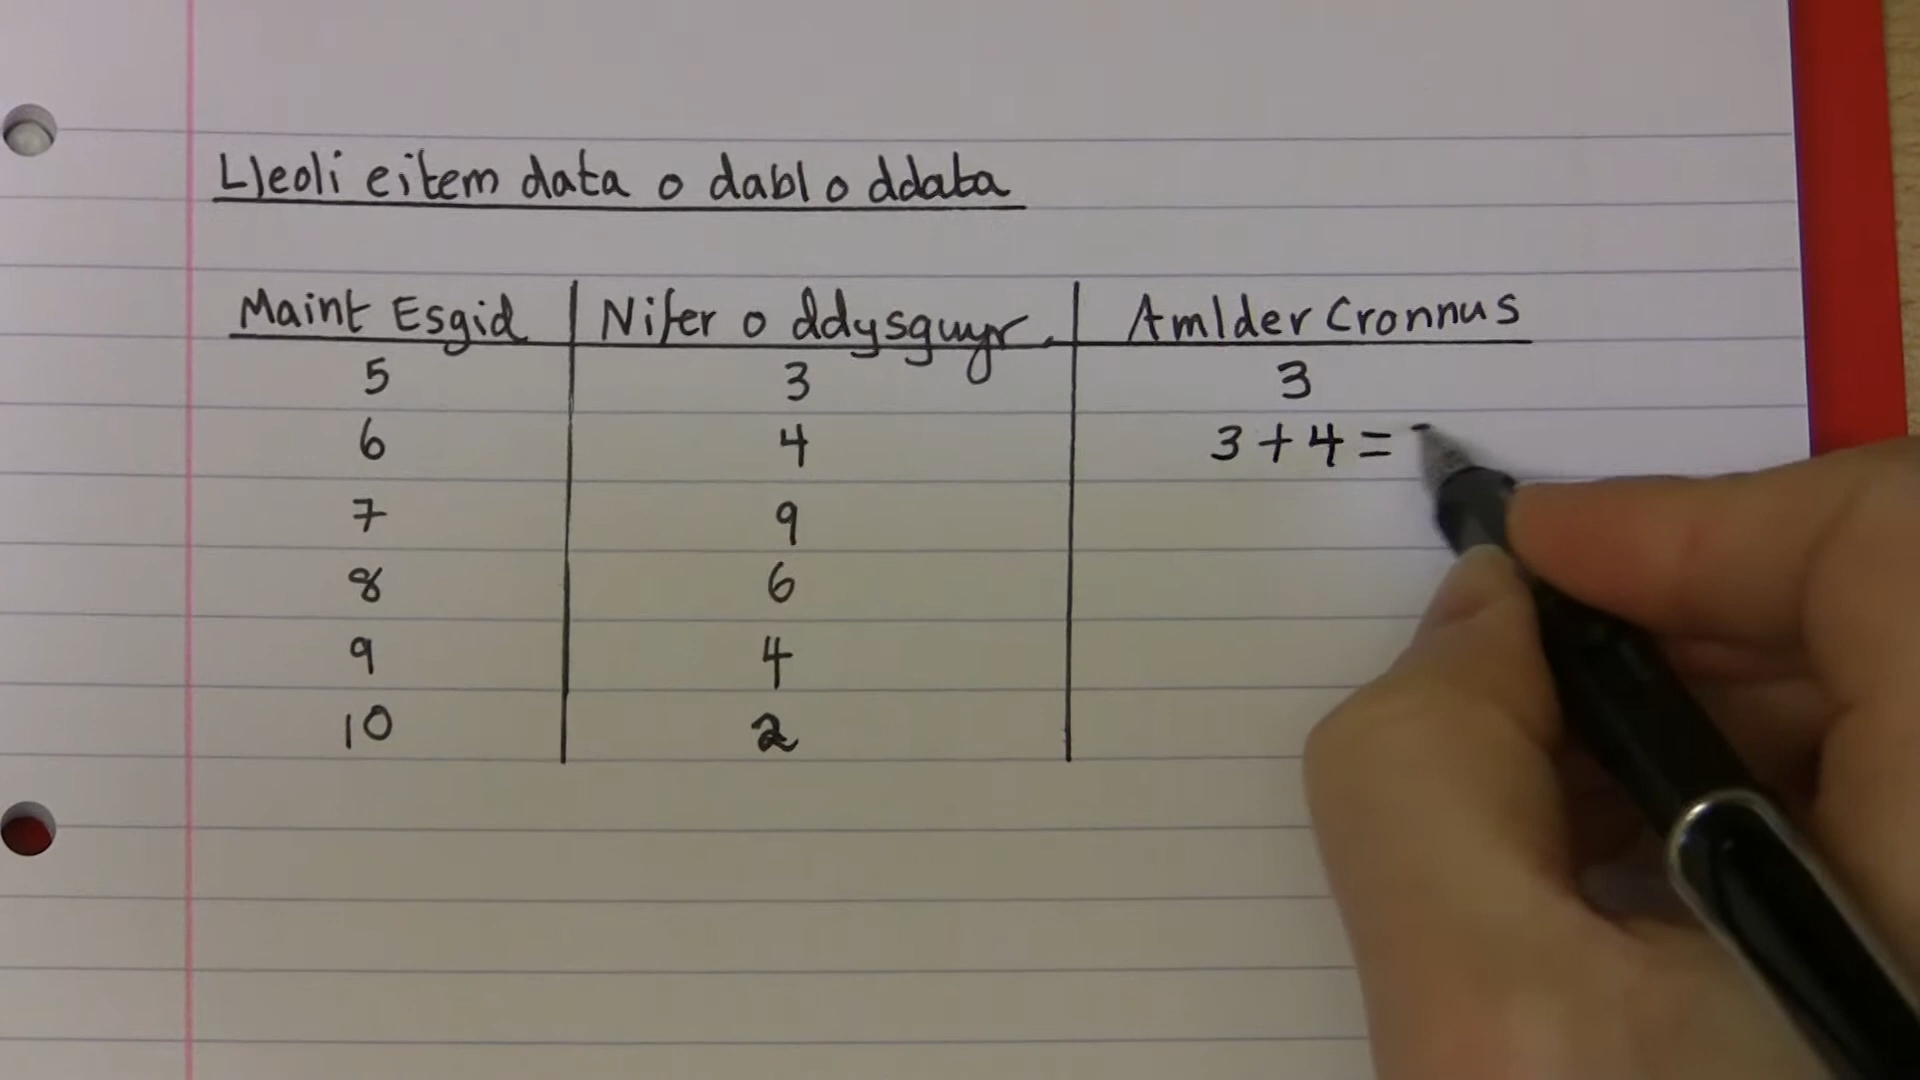 Lleoli eitem data o dabl o ddata
Maint Esgid Nifer o ddysgwyr Amlder Cronnus
5 3 3
6 4 3 + 4 =
7 9
8 6
9 4
10 2